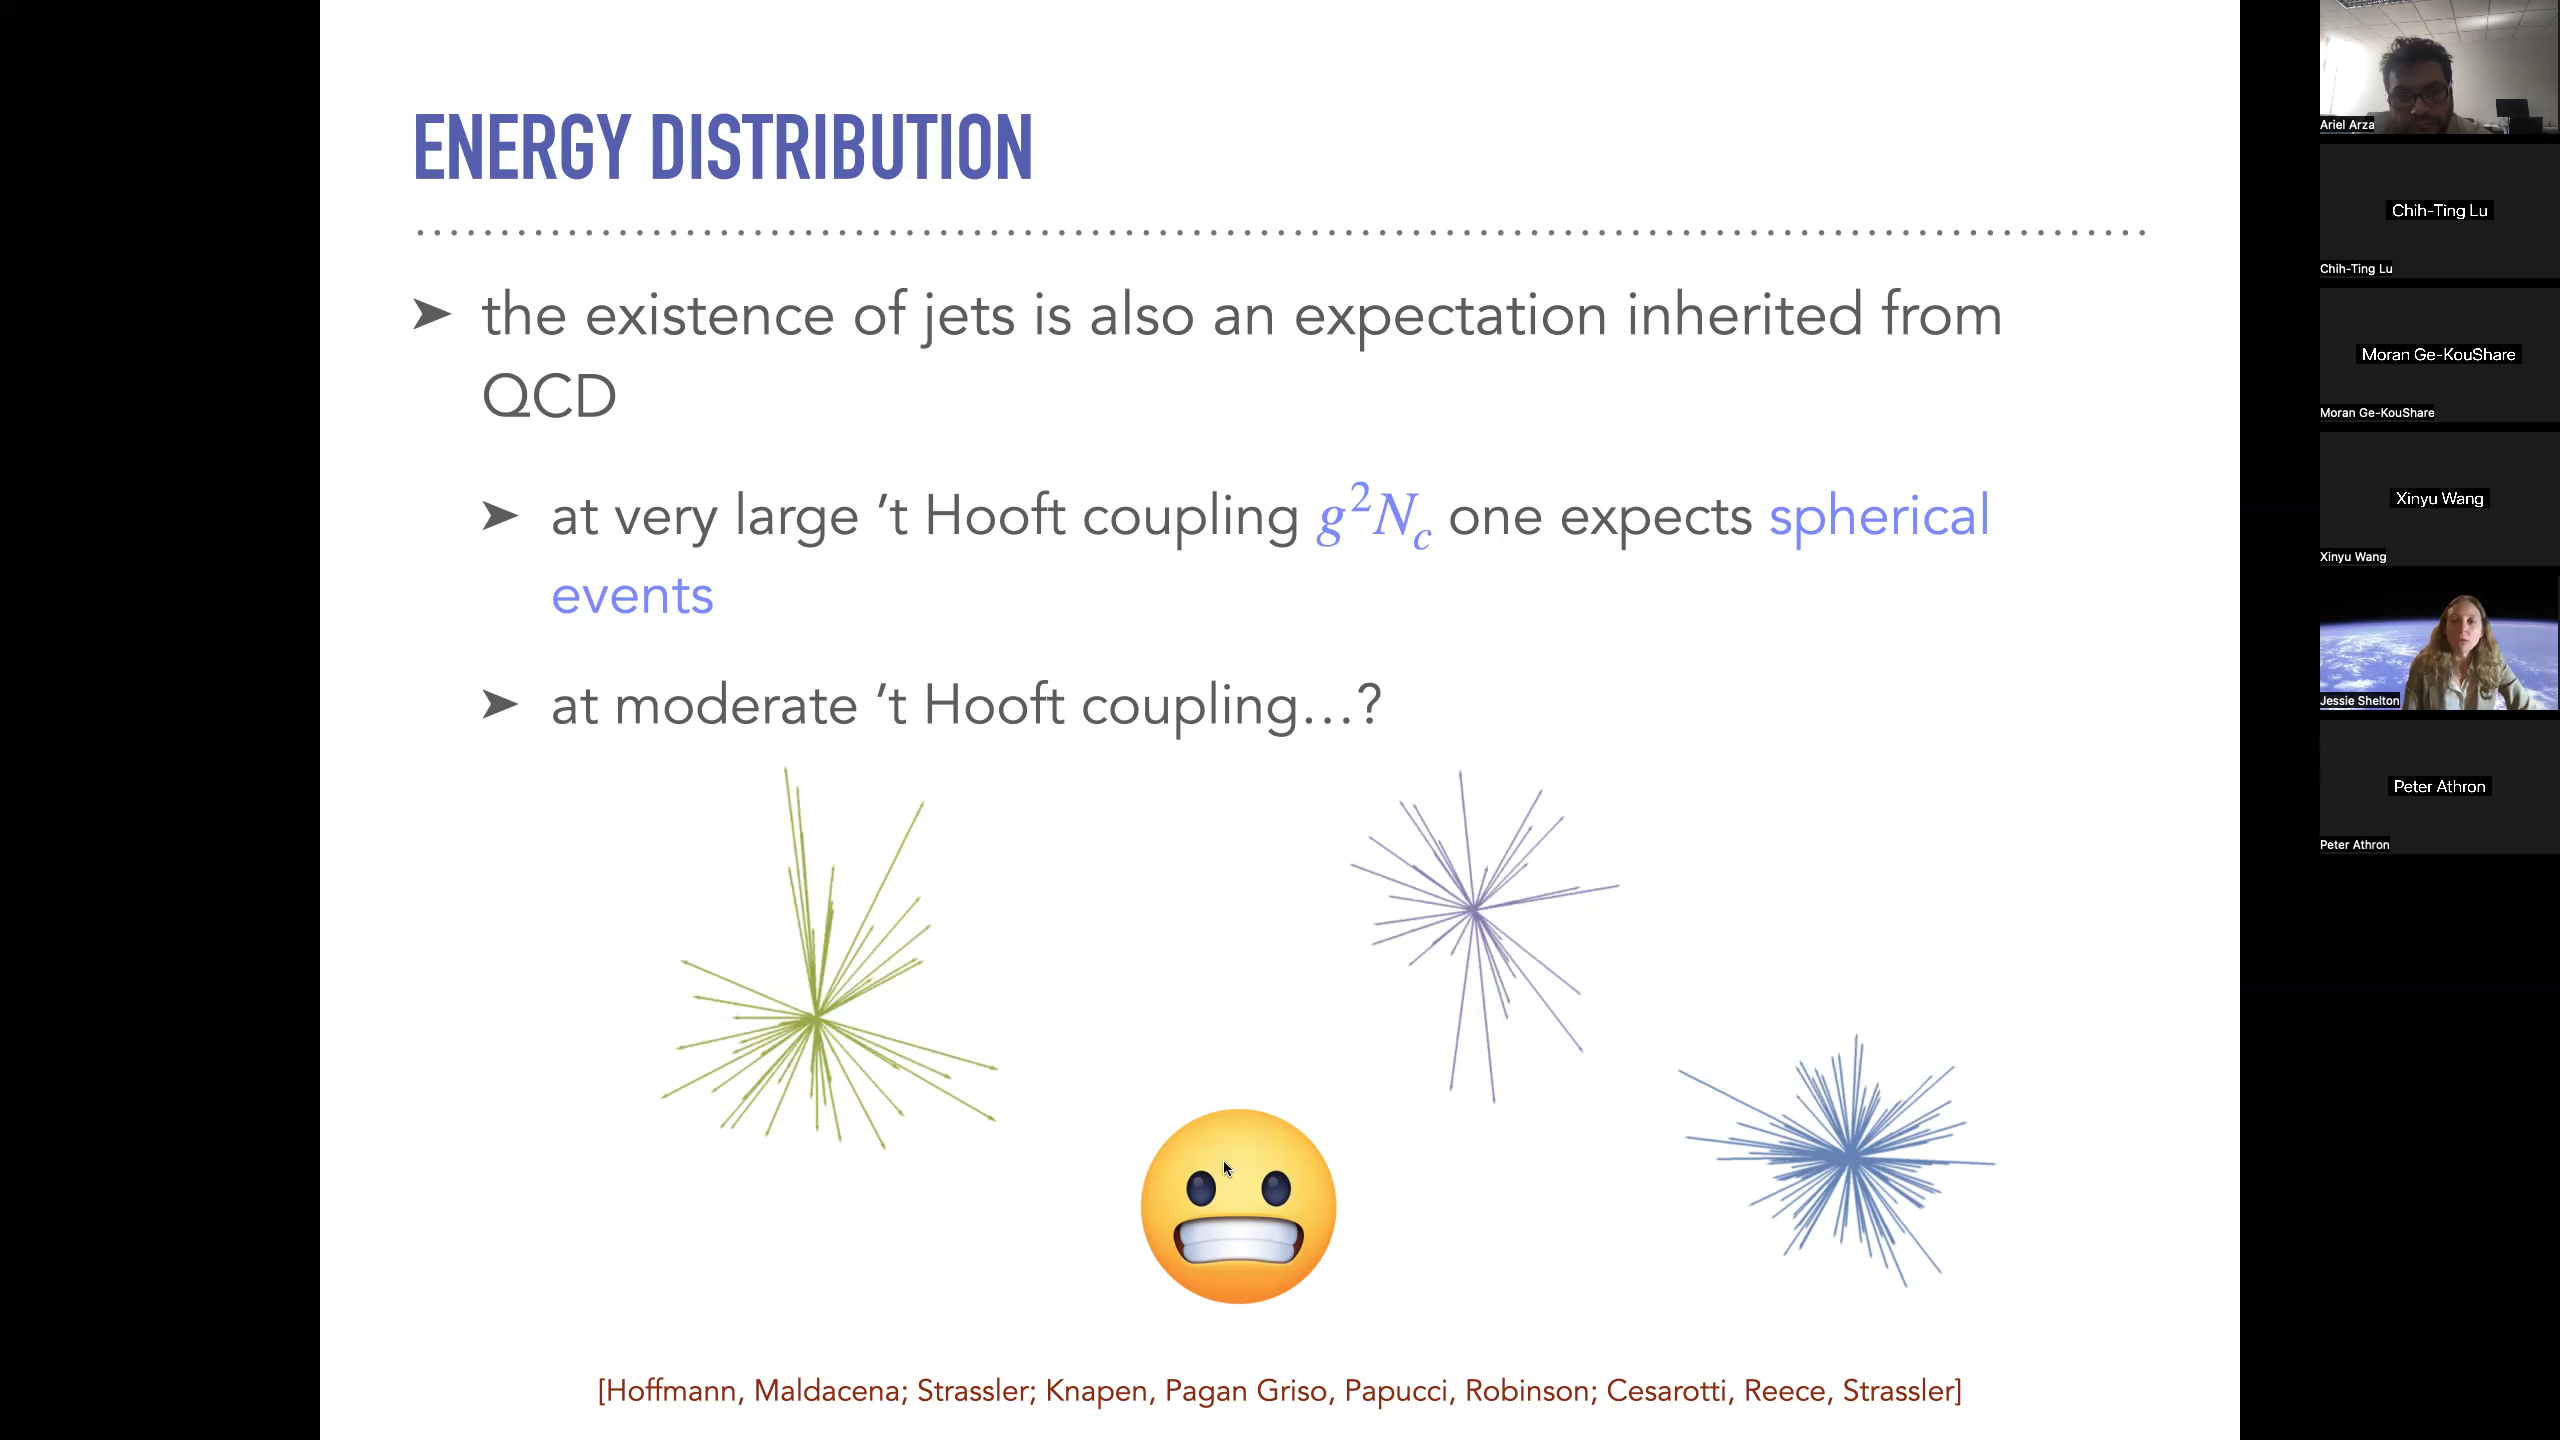 ENERGY DISTRIBUTION
➤ the existence of jets is also an expectation inherited from
QCD
➤ at very large ’t Hooft coupling g²N_c one expects spherical
events
➤ at moderate ’t Hooft coupling…?
[Hoffmann, Maldacena; Strassler; Knapen, Pagan Griso, Papucci, Robinson; Cesarotti, Reece, Strassler]
Ariel Arza
Chih-Ting Lu
Chih-Ting Lu
Moran Ge-KouShare
Moran Ge-KouShare
Xinyu Wang
Xinyu Wang
Jessie Shelton
Peter Athron
Peter Athron